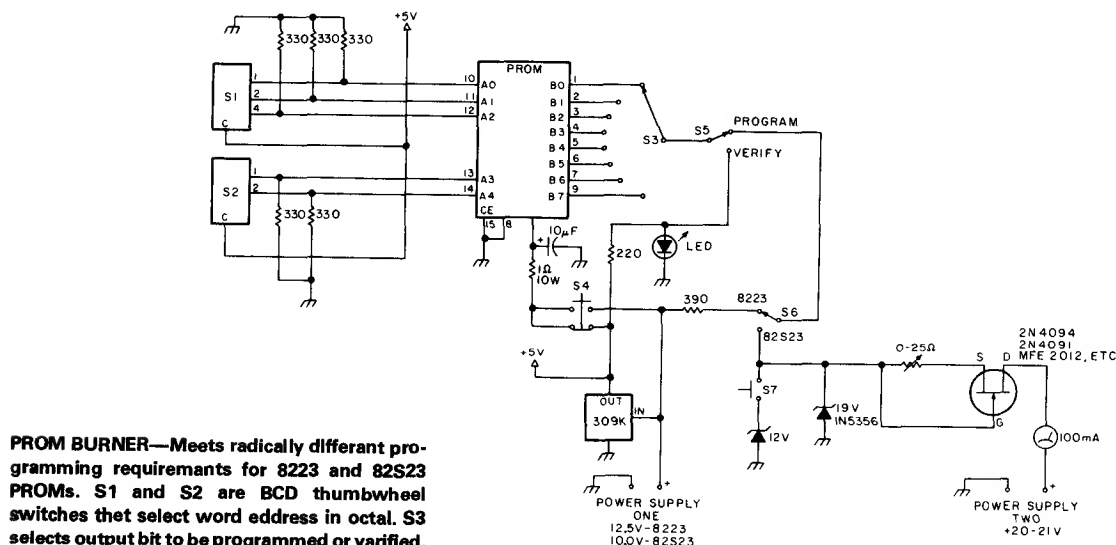 +5V
330 330 330
PROM
S1
1
2
4
C
10 A0
11 A1
12 A2
S2
1
2
C
13 A3
14 A4
CE
15 8
330 330
B0 1
B1 2
B2 3
B3 4
B4 5
B5 6
B6 7
B7 9
S3
S5
PROGRAM
VERIFY
+ 10µF
1Ω
10W
220
LED
S4
390
8223
S6
82S23
+5V
OUT
309K
IN
S7
12V
19V
1N5356
0-25Ω
S D
G
2N4094
2N4091
MFE 2012, ETC
100mA
+
POWER SUPPLY
ONE
12.5V-8223
10.0V-82S23
+
POWER SUPPLY
TWO
+20-21V
PROM BURNER—Meets radically differant pro-
gramming requiremants for 8223 and 82S23
PROMs. S1 and S2 are BCD thumbwheel
switches thet select word eddress in octal. S3
selects output bit to be programmed or varified.